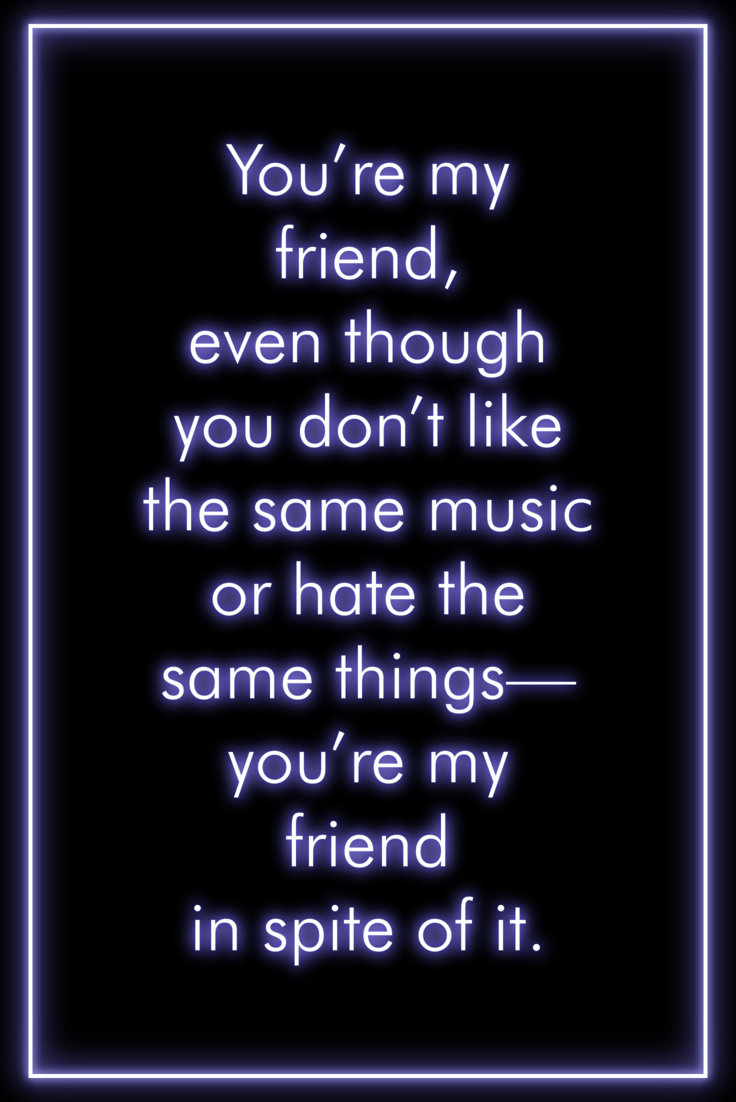 You’re my
friend,
even though
you don’t like
the same music
or hate the
same things—
you’re my
friend
in spite of it.